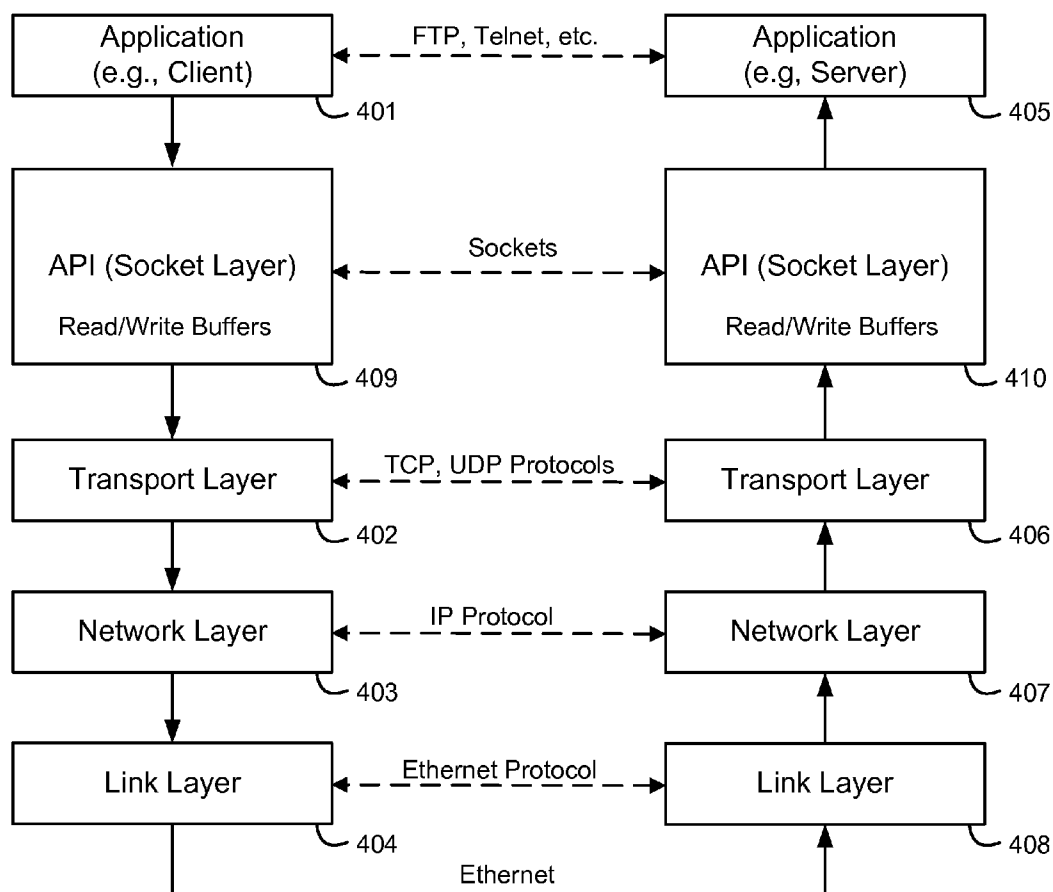 Application
(e.g., Client)
401
FTP, Telnet, etc.
Application
(e.g, Server)
405
API (Socket Layer)
Read/Write Buffers
409
Sockets
API (Socket Layer)
Read/Write Buffers
410
Transport Layer
402
TCP, UDP Protocols
Transport Layer
406
Network Layer
403
IP Protocol
Network Layer
407
Link Layer
404
Ethernet Protocol
Link Layer
408
Ethernet